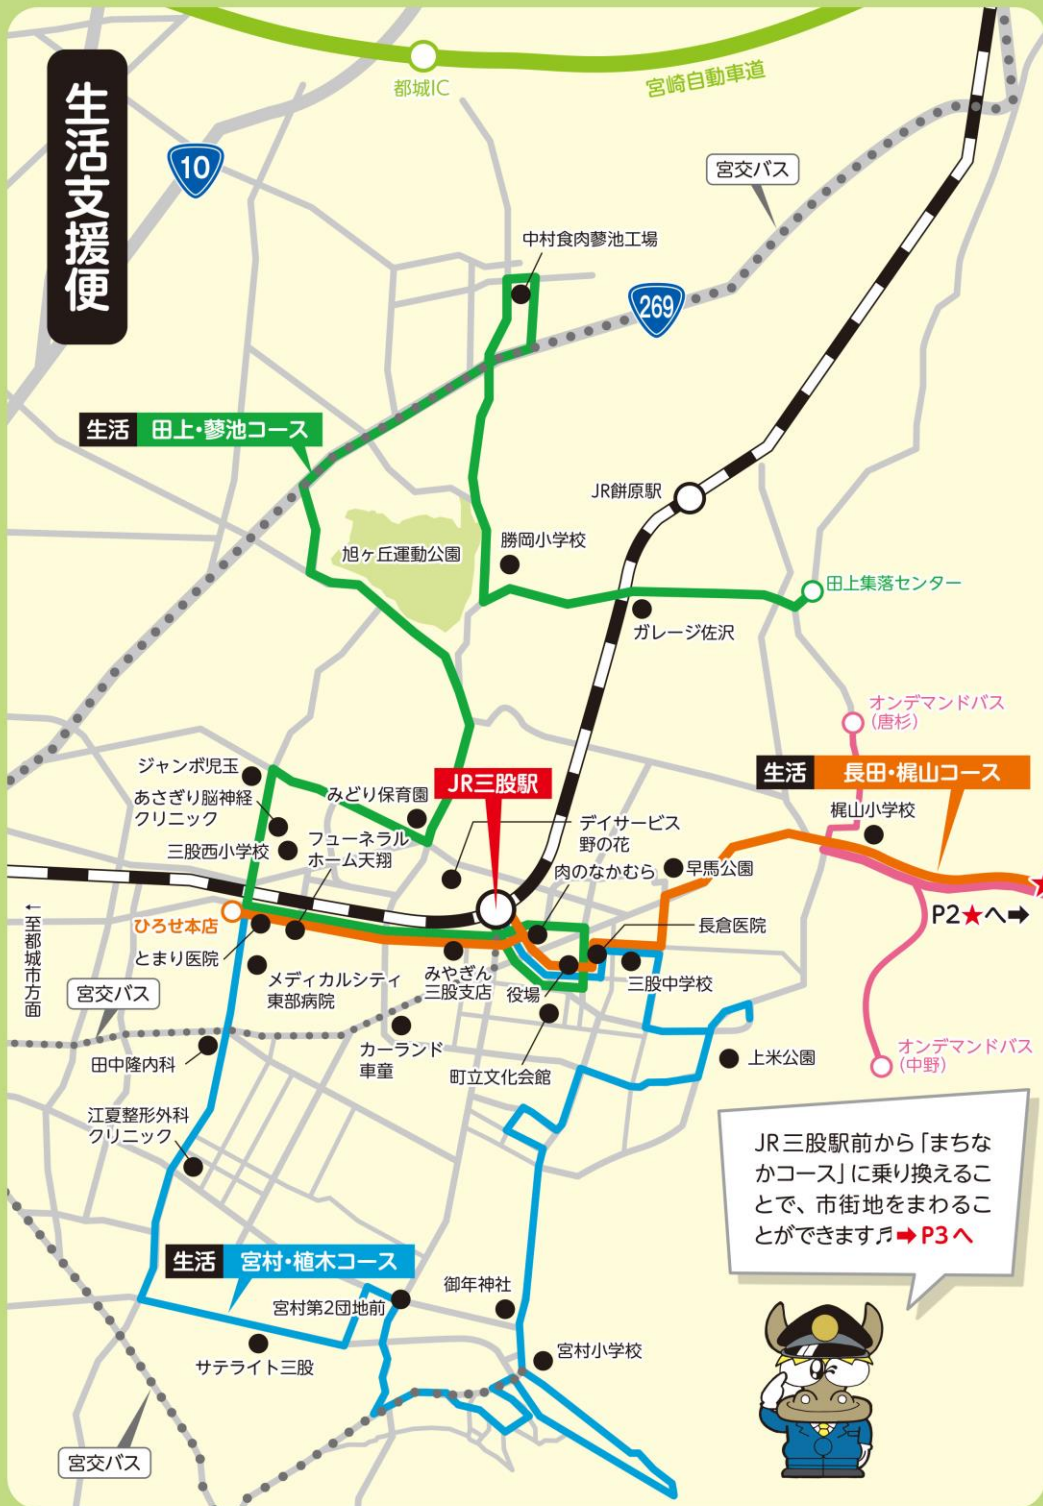 生活支援便
都城IC
宮崎自動車道
10
宮交バス
中村食肉蓼池工場
269
生活 田上・蓼池コース
JR餅原駅
旭ヶ丘運動公園
勝岡小学校
田上集落センター
ガレージ佐沢
オンデマンドバス
(唐杉)
生活 長田・梶山コース
ジャンボ児玉
JR三股駅
あさぎり脳神経
クリニック
みどり保育園
梶山小学校
デイサービス
野の花
三股西小学校
フューネラル
ホーム天翔
肉のなかむら
早馬公園
P2★へ➡
←至都城市方面
ひろせ本店
長倉医院
とまり医院
メディカルシティ
東部病院
みやぎん
三股支店
役場
三股中学校
宮交バス
田中隆内科
カーランド
車童
町立文化会館
上米公園
オンデマンドバス
(中野)
江夏整形外科
クリニック
JR三股駅前から「まちな
かコース」に乗り換えるこ
とで、市街地をまわるこ
とができます♬➡P3へ
生活 宮村・植木コース
宮村第2団地前
御年神社
サテライト三股
宮村小学校
宮交バス